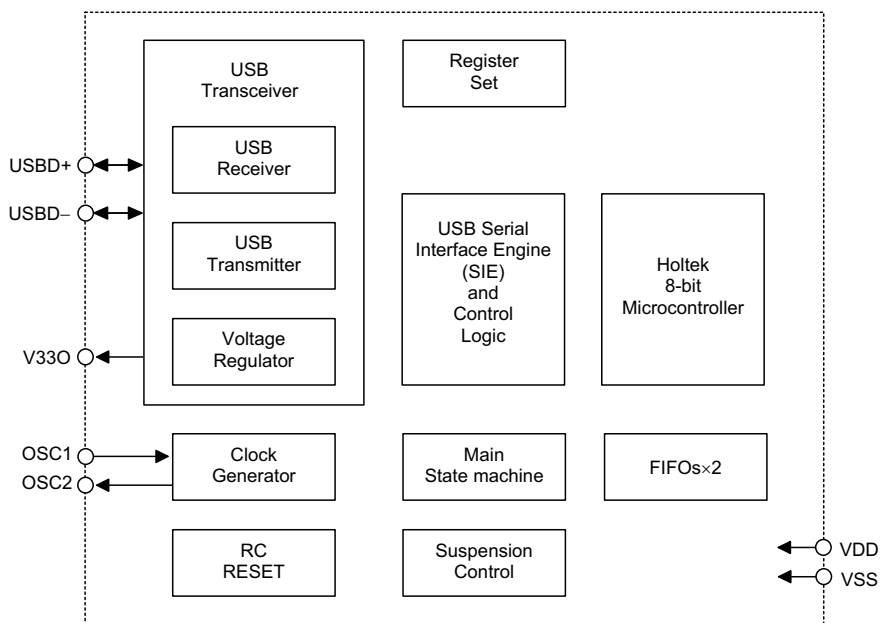 USB
Transceiver
Register
Set
USBD+
USB
Receiver
USBD−
USB
Transmitter
USB Serial
Interface Engine
(SIE)
and
Control
Logic
Holtek
8-bit
Microcontroller
V33O
Voltage
Regulator
OSC1
OSC2
Clock
Generator
Main
State machine
FIFOs×2
RC
RESET
Suspension
Control
VDD
VSS